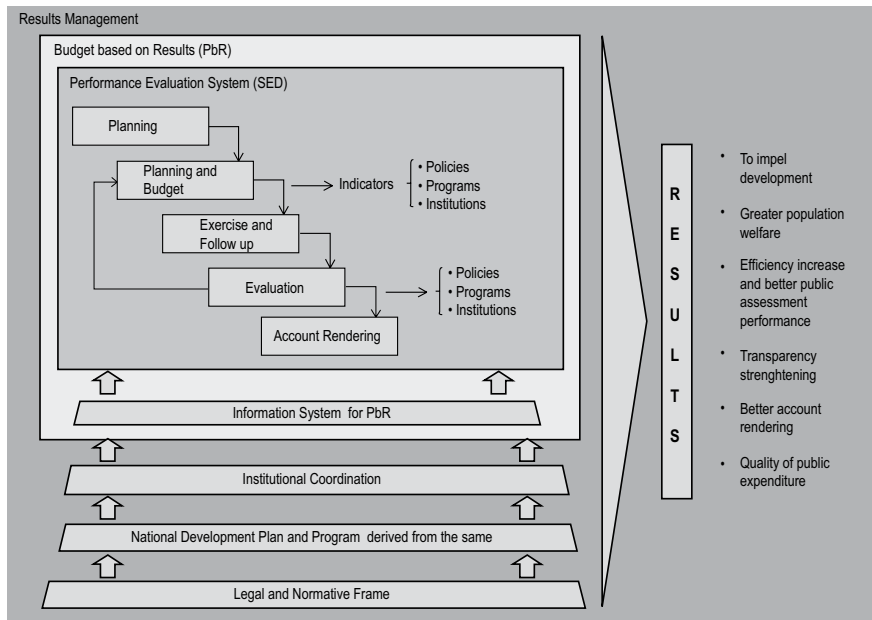 Results Management
Budget based on Results (PbR)
Performance Evaluation System (SED)
Planning
Planning and
Budget
Indicators
• Policies
• Programs
• Institutions
Exercise and
Follow up
Evaluation
• Policies
• Programs
• Institutions
Account Rendering
Information System for PbR
Institutional Coordination
National Development Plan and Program derived from the same
Legal and Normative Frame
R
E
S
U
L
T
S
• To impel
development
• Greater population
welfare
• Efficiency increase
and better public
assessment
performance
• Transparency
strenghtening
• Better account
rendering
• Quality of public
expenditure